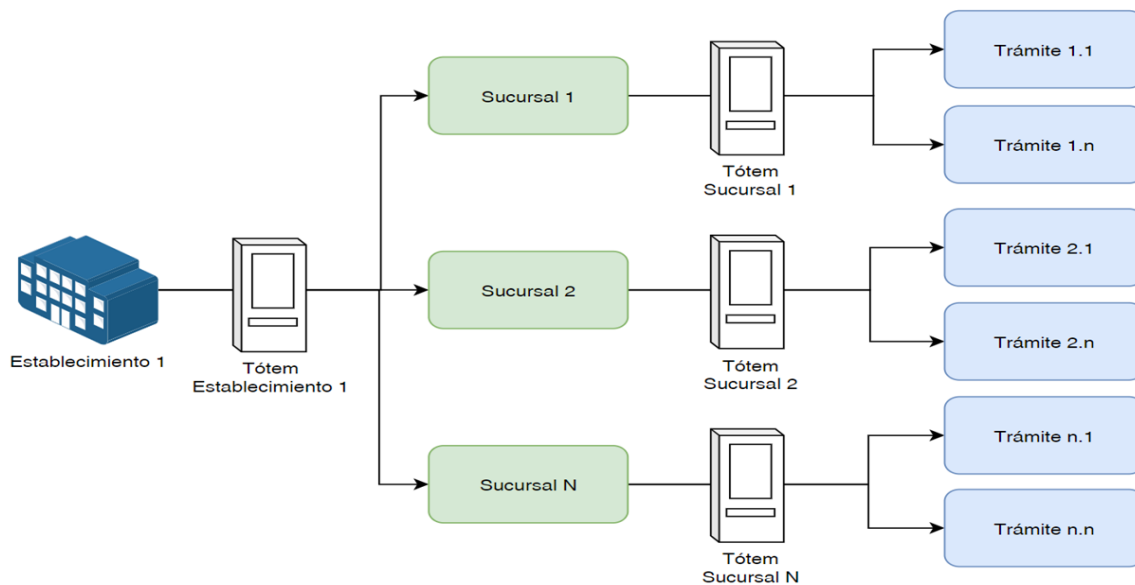 Establecimiento 1
Tótem
Establecimiento 1
Sucursal 1
Tótem
Sucursal 1
Trámite 1.1
Trámite 1.n
Sucursal 2
Tótem
Sucursal 2
Trámite 2.1
Trámite 2.n
Sucursal N
Tótem
Sucursal N
Trámite n.1
Trámite n.n